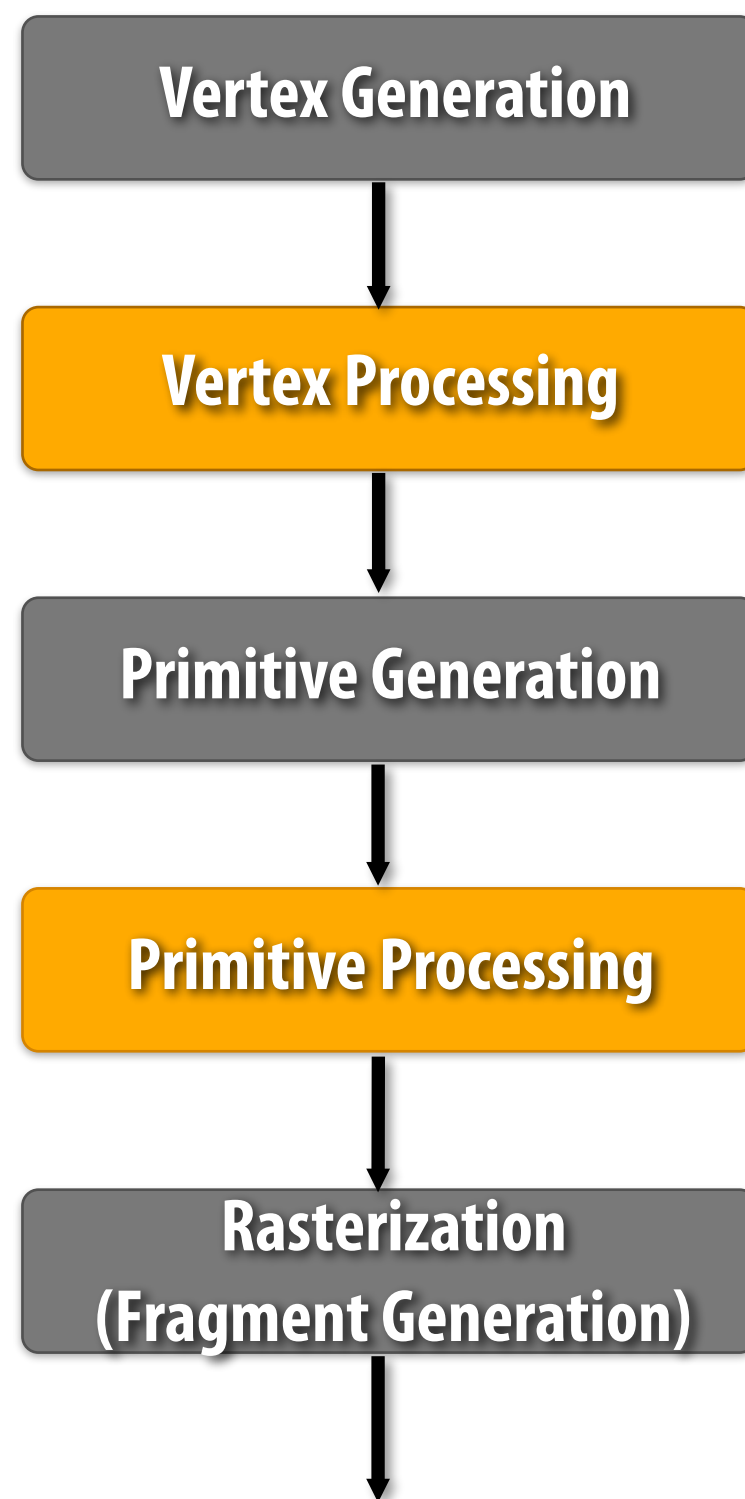 Vertex Generation
Vertex Processing
Primitive Generation
Primitive Processing
Rasterization
(Fragment Generation)